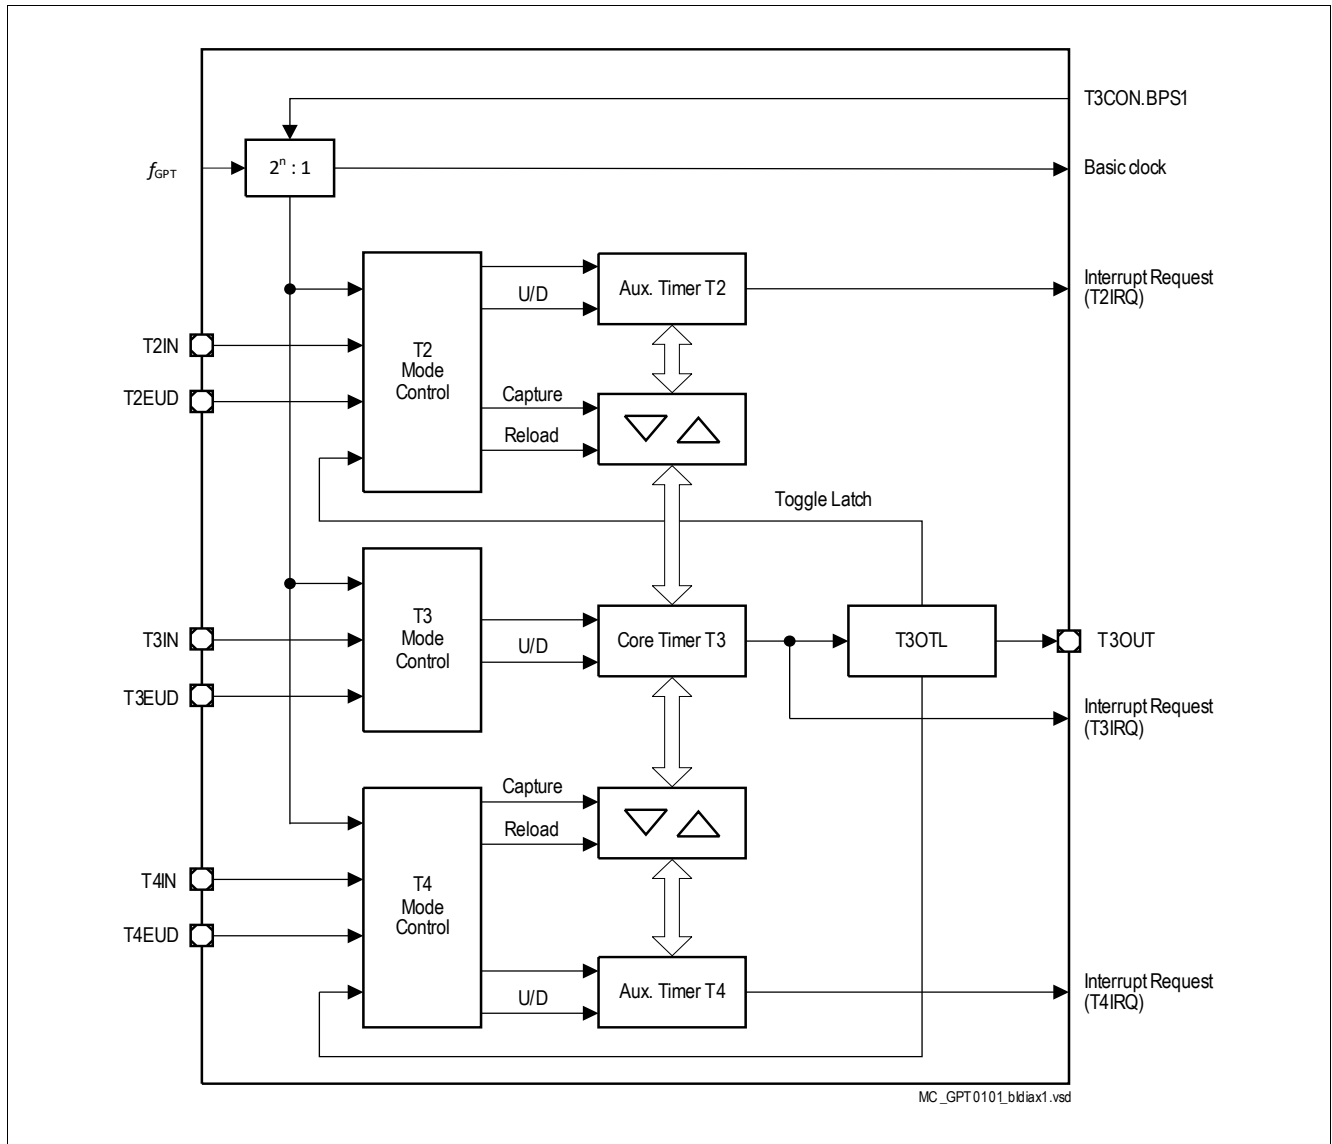 T3CON.BPS1
fGPT
2ⁿ : 1
Basic clock
U/D
Aux. Timer T2
Interrupt Request
(T2IRQ)
T2IN
T2
Mode
Control
T2EUD
Capture
Reload
Toggle Latch
T3IN
T3
Mode
Control
U/D
Core Timer T3
T3OTL
T3OUT
T3EUD
Interrupt Request
(T3IRQ)
Capture
Reload
T4IN
T4
Mode
Control
T4EUD
U/D
Aux. Timer T4
Interrupt Request
(T4IRQ)
MC_GPT0101_bldiax1.vsd